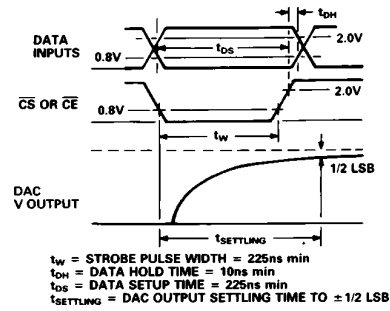 DATA
INPUTS
0.8V
t_DS
t_DH
2.0V
C̅S̅ OR C̅E̅
0.8V
2.0V
t_W
DAC
V OUTPUT
1/2 LSB
t_SETTLING
t_W = STROBE PULSE WIDTH = 225ns min
t_DH = DATA HOLD TIME = 10ns min
t_DS = DATA SETUP TIME = 225ns min
t_SETTLING = DAC OUTPUT SETTLING TIME TO ±1/2 LSB